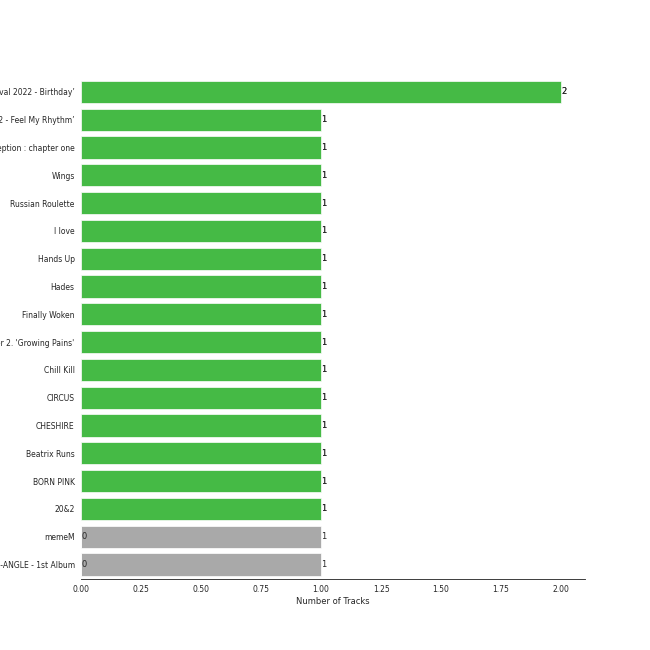 val 2022 - Birthday' 2
2 - Feel My Rhythm' 1
eption : chapter one 1
Wings 1
Russian Roulette 1
I love 1
Hands Up 1
Hades 1
Finally Woken 1
r 2. 'Growing Pains' 1
Chill Kill 1
CIRCUS 1
CHESHIRE 1
Beatrix Runs 1
BORN PINK 1
20&2 1
memeM 0 1
-ANGLE - 1st Album 0 1
0.00 0.25 0.50 0.75 1.00 1.25 1.50 1.75 2.00
Number of Tracks